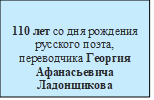 110 лет со дня рождения
русского поэта,
переводчика Георгия
Афанасьевича
Ладонщикова